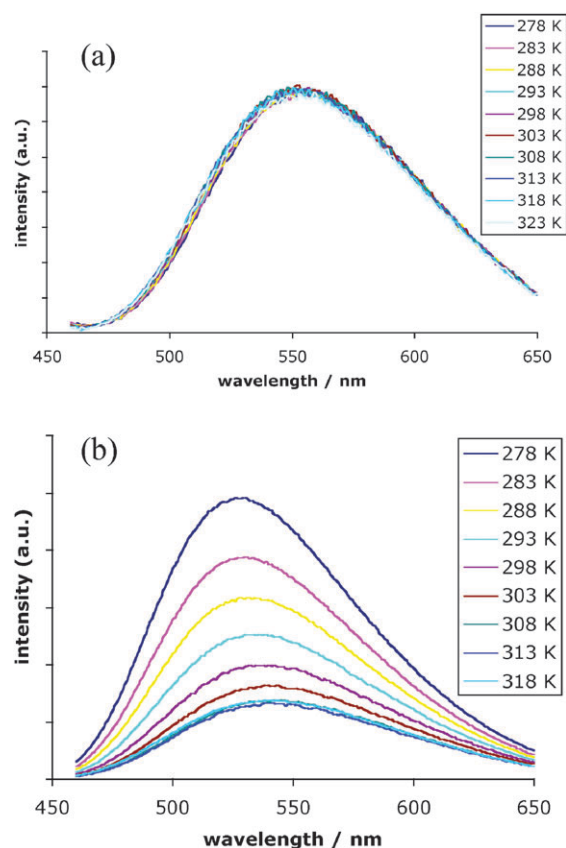 (a)
intensity (a.u.)
278 K
283 K
288 K
293 K
298 K
303 K
308 K
313 K
318 K
323 K
450 500 550 600 650
wavelength / nm
(b)
intensity (a.u.)
278 K
283 K
288 K
293 K
298 K
303 K
308 K
313 K
318 K
450 500 550 600 650
wavelength / nm